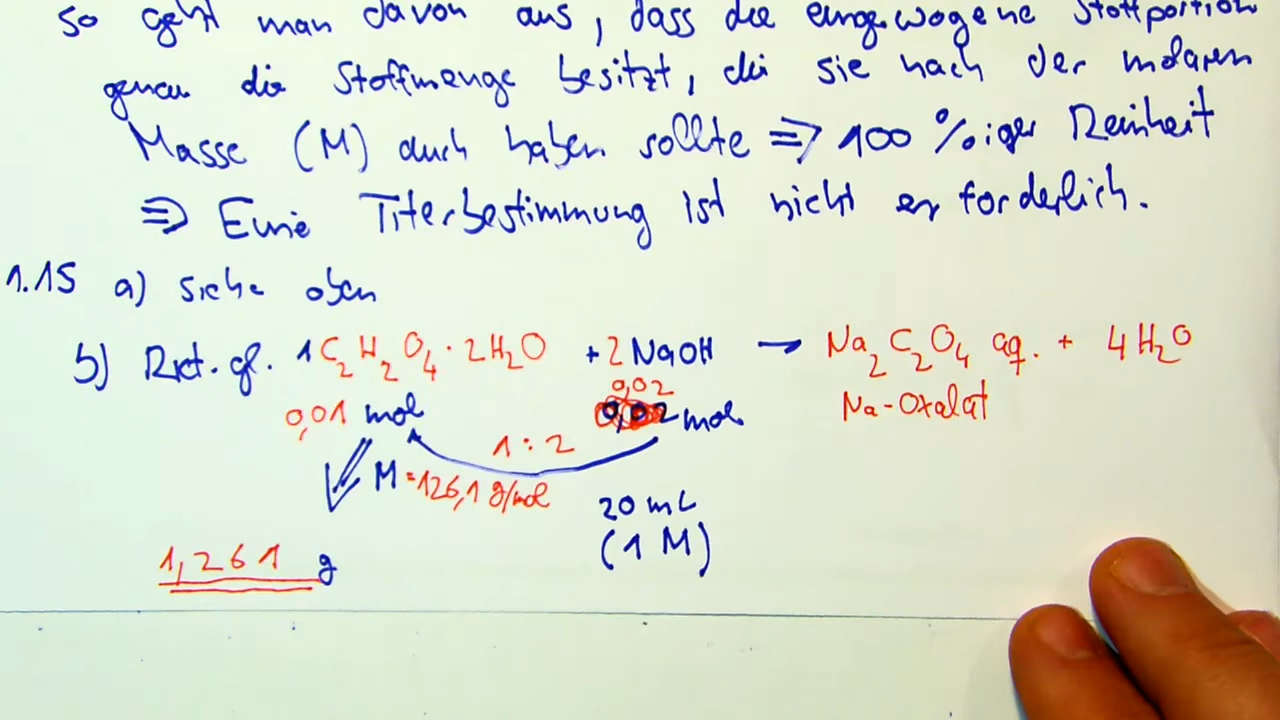 so geht man davon aus, dass die eingewogene Stoffportion
genau die Stoffmenge besitzt, die sie nach der molaren
Masse (M) auch haben sollte ⇒ 100 %iger Reinheit
⇒ Eine Titerbestimmung ist nicht erforderlich.
1.15 a) siehe oben
b) Rkt. gl. 1 C₂H₂O₄ · 2H₂O + 2 NaOH → Na₂C₂O₄ aq. + 4 H₂O
0,02
0,01 mol 0,02 mol Na-Oxalat
1 : 2
M = 126,1 g/mol
20 mL
(1 M)
1,261 g